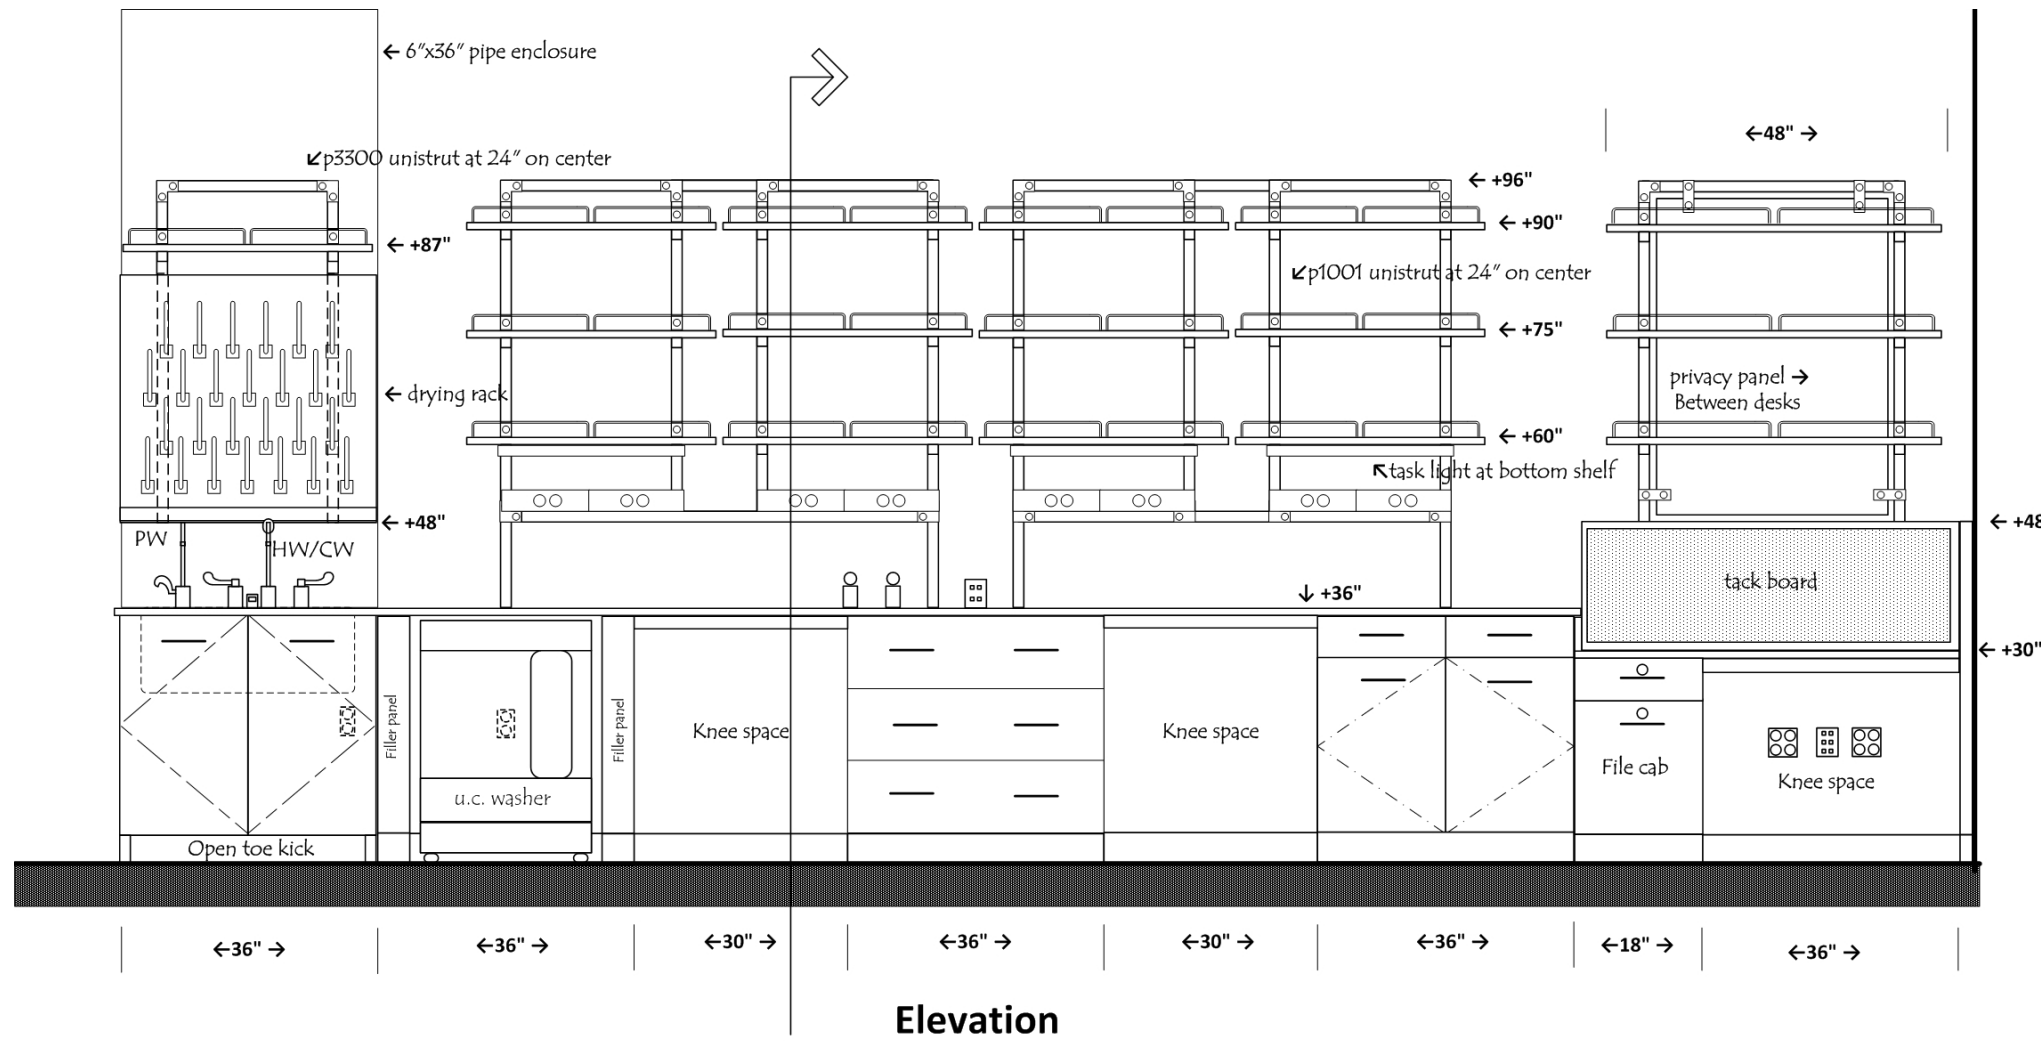 ← 6"x36" pipe enclosure
←48" →
↙p3300 unistrut at 24" on center
← +96"
← +90"
← +87"
↙p1001 unistrut at 24" on center
← +75"
privacy panel →
Between desks
← drying rack
← +60"
↖task light at bottom shelf
← +48"
← +48
PW
HW/CW
tack board
↓ +36"
← +30"
Filler panel
Filler panel
Knee space
Knee space
File cab
Knee space
u.c. washer
Open toe kick
←36" →
←36" →
←30" →
←36" →
←30" →
←36" →
←18" →
←36" →
Elevation